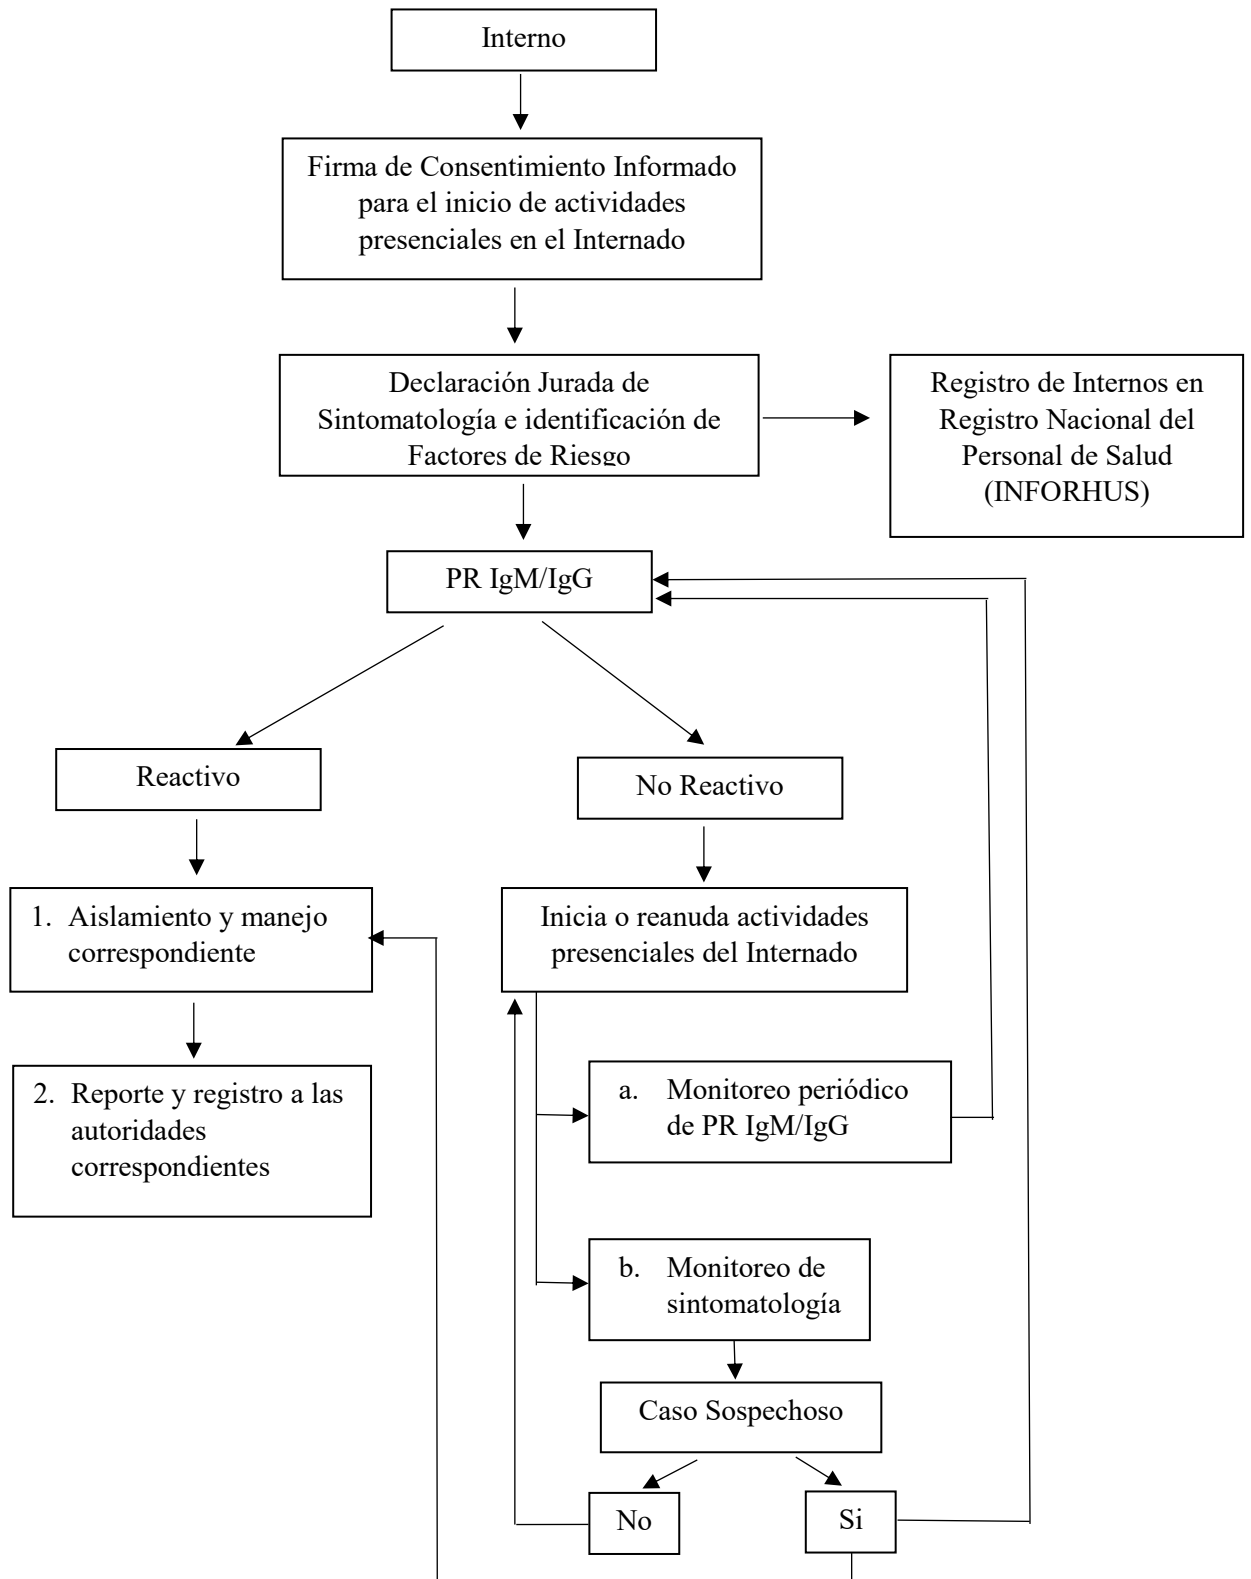 Interno
Firma de Consentimiento Informado
para el inicio de actividades
presenciales en el Internado
Declaración Jurada de
Sintomatología e identificación de
Factores de Riesgo
Registro de Internos en
Registro Nacional del
Personal de Salud
(INFORHUS)
PR IgM/IgG
Reactivo
No Reactivo
1. Aislamiento y manejo
correspondiente
Inicia o reanuda actividades
presenciales del Internado
2. Reporte y registro a las
autoridades
correspondientes
a. Monitoreo periódico
de PR IgM/IgG
b. Monitoreo de
sintomatología
Caso Sospechoso
No
Si